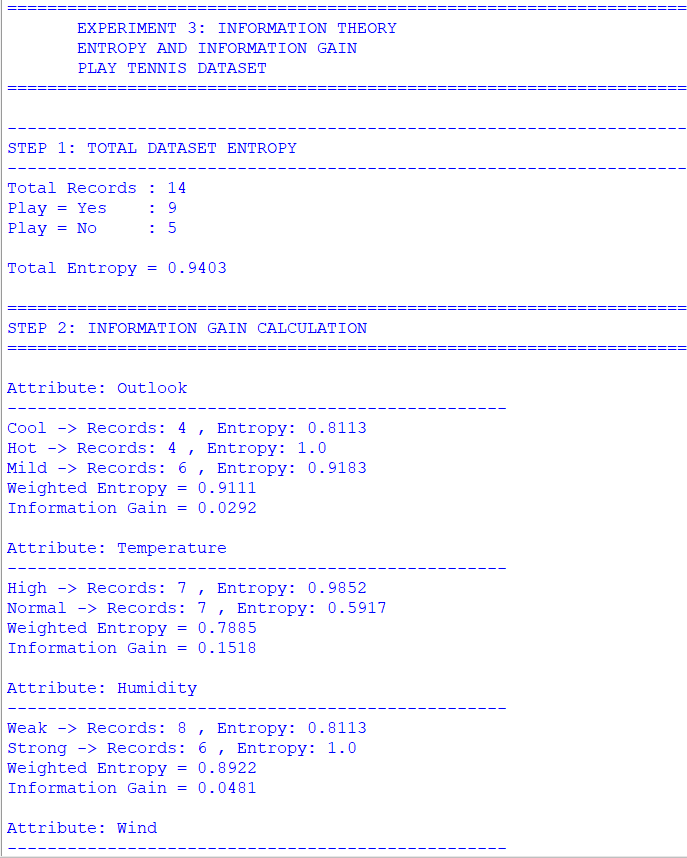 ====================================================================
EXPERIMENT 3: INFORMATION THEORY
ENTROPY AND INFORMATION GAIN
PLAY TENNIS DATASET
====================================================================
--------------------------------------------------------------------
STEP 1: TOTAL DATASET ENTROPY
--------------------------------------------------------------------
Total Records : 14
Play = Yes    : 9
Play = No     : 5
Total Entropy = 0.9403
====================================================================
STEP 2: INFORMATION GAIN CALCULATION
====================================================================
Attribute: Outlook
--------------------------------------------------
Cool -> Records: 4 , Entropy: 0.8113
Hot -> Records: 4 , Entropy: 1.0
Mild -> Records: 6 , Entropy: 0.9183
Weighted Entropy = 0.9111
Information Gain = 0.0292
Attribute: Temperature
--------------------------------------------------
High -> Records: 7 , Entropy: 0.9852
Normal -> Records: 7 , Entropy: 0.5917
Weighted Entropy = 0.7885
Information Gain = 0.1518
Attribute: Humidity
--------------------------------------------------
Weak -> Records: 8 , Entropy: 0.8113
Strong -> Records: 6 , Entropy: 1.0
Weighted Entropy = 0.8922
Information Gain = 0.0481
Attribute: Wind
--------------------------------------------------